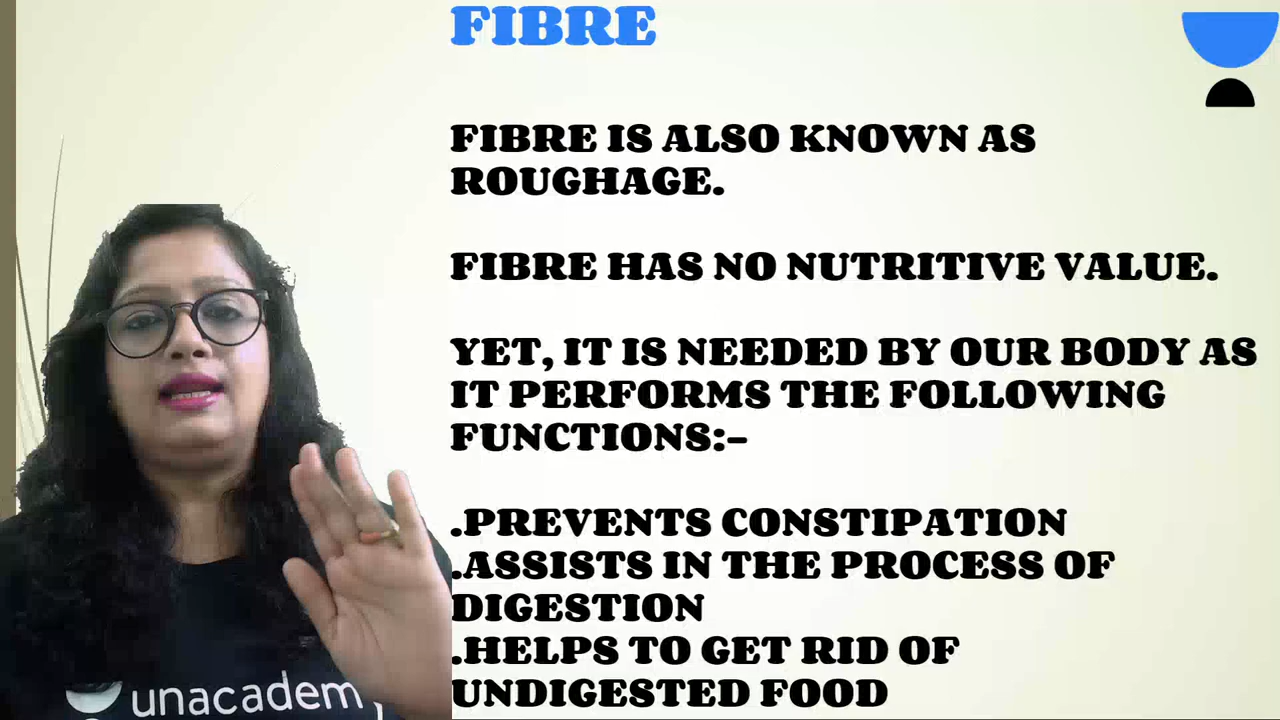 FIBRE
FIBRE IS ALSO KNOWN AS
ROUGHAGE.
FIBRE HAS NO NUTRITIVE VALUE.
YET, IT IS NEEDED BY OUR BODY AS
IT PERFORMS THE FOLLOWING
FUNCTIONS:-
.PREVENTS CONSTIPATION
.ASSISTS IN THE PROCESS OF
DIGESTION
.HELPS TO GET RID OF
UNDIGESTED FOOD
unacadem